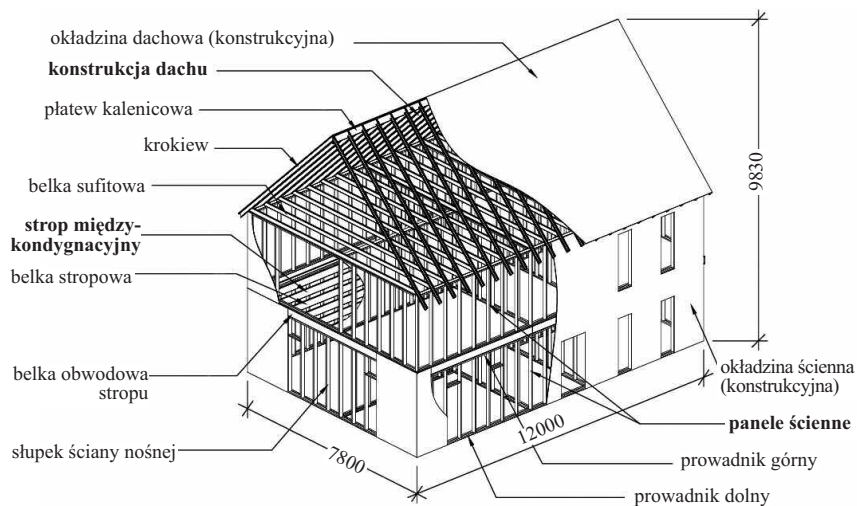 okładzina dachowa (konstrukcyjna)
konstrukcja dachu
płatew kalenicowa
krokiew
belka sufitowa
strop między-
kondygnacyjny
belka stropowa
belka obwodowa
stropu
słupek ściany nośnej
9830
okładzina ścienna
(konstrukcyjna)
panele ścienne
12000
7800
prowadnik górny
prowadnik dolny